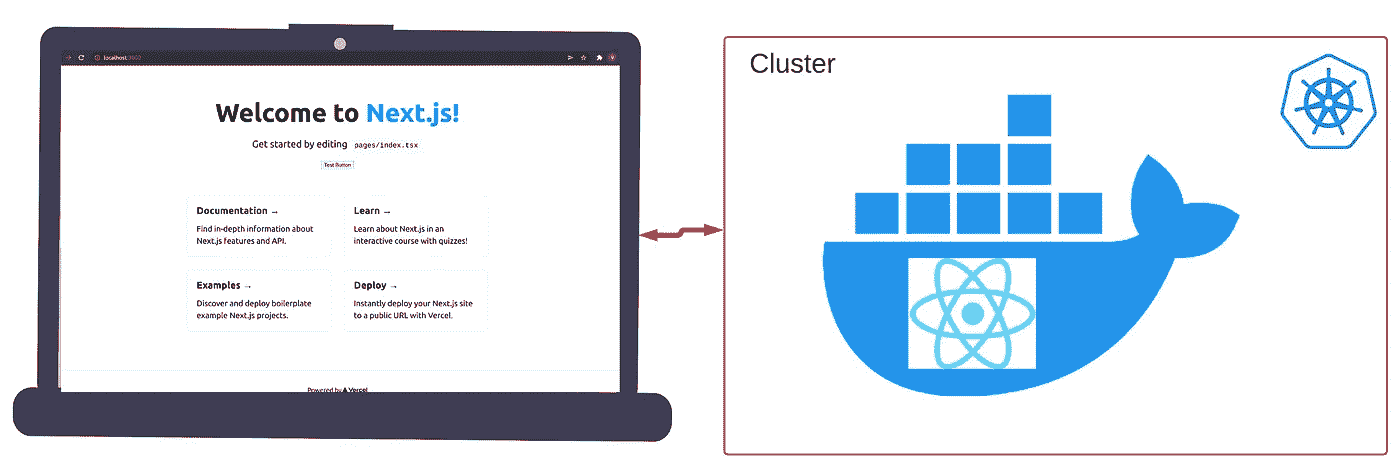 localhost:3000
Welcome to Next.js!
Get started by editing pages/index.tsx
Test Button
Documentation →
Find in-depth information about
Next.js features and API.
Learn →
Learn about Next.js in an
interactive course with quizzes!
Examples →
Discover and deploy boilerplate
example Next.js projects.
Deploy →
Instantly deploy your Next.js site
to a public URL with Vercel.
Powered by ▲ Vercel
Cluster